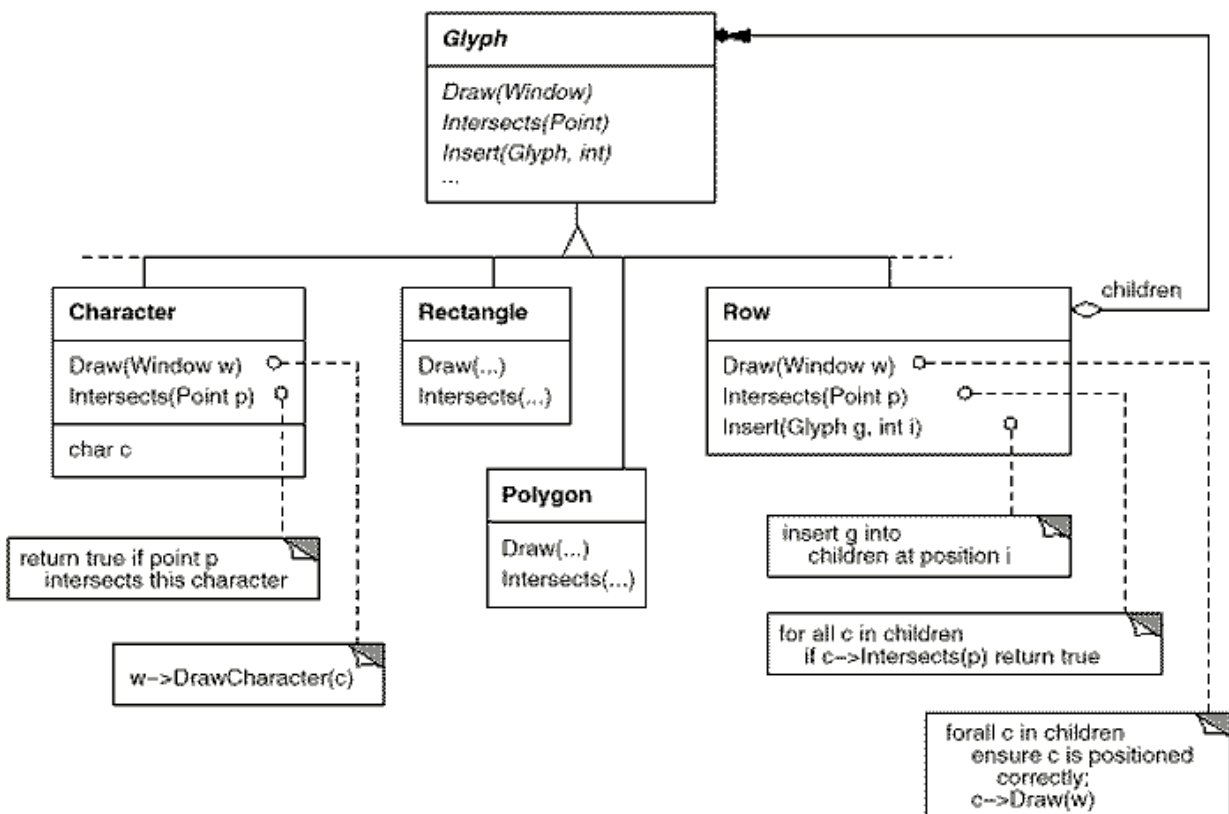 Glyph
Draw(Window)
Intersects(Point)
Insert(Glyph, int)
...
children
Character
Draw(Window w)
Intersects(Point p)
char c
Rectangle
Draw(...)
Intersects(...)
Row
Draw(Window w)
Intersects(Point p)
Insert(Glyph g, int i)
Polygon
Draw(...)
Intersects(...)
return true if point p
intersects this character
w->DrawCharacter(c)
insert g into
children at position i
for all c in children
if c->Intersects(p) return true
forall c in children
ensure c is positioned
correctly;
c->Draw(w)